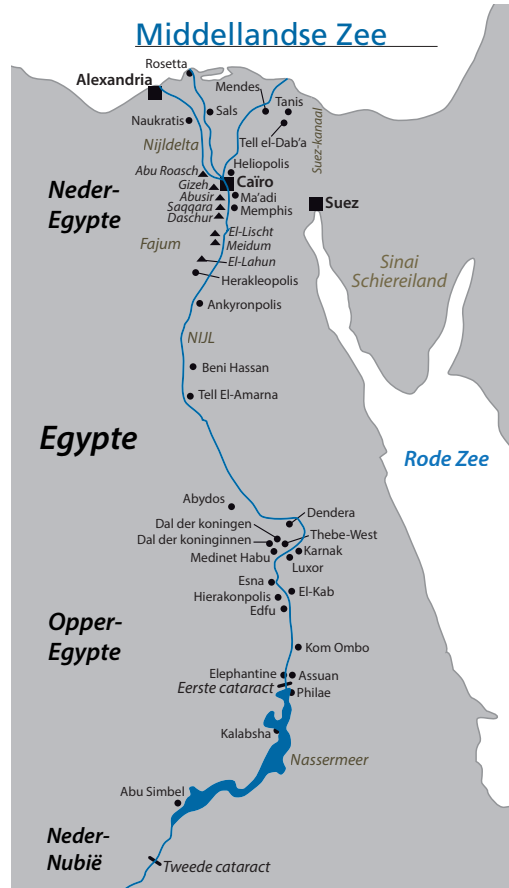 Middellandse Zee
Rosetta
Alexandria
Mendes
Tanis
Sals
Naukratis
Tell el-Dab'a
Suez-kanaal
Nijldelta
Heliopolis
Abu Roasch
Gizeh
Caïro
Neder-
Egypte
Abusir
Ma'adi
Saqqara
Memphis
Suez
Daschur
El-Lischt
Fajum
Meidum
El-Lahun
Sinai
Schiereiland
Herakleopolis
Ankyronpolis
NIJL
Beni Hassan
Tell El-Amarna
Egypte
Rode Zee
Abydos
Dendera
Dal der koningen
Thebe-West
Dal der koninginnen
Karnak
Medinet Habu
Luxor
Esna
El-Kab
Hierakonpolis
Edfu
Opper-
Egypte
Kom Ombo
Elephantine
Assuan
Eerste cataract
Philae
Kalabsha
Nassermeer
Abu Simbel
Neder-
Nubië
Tweede cataract